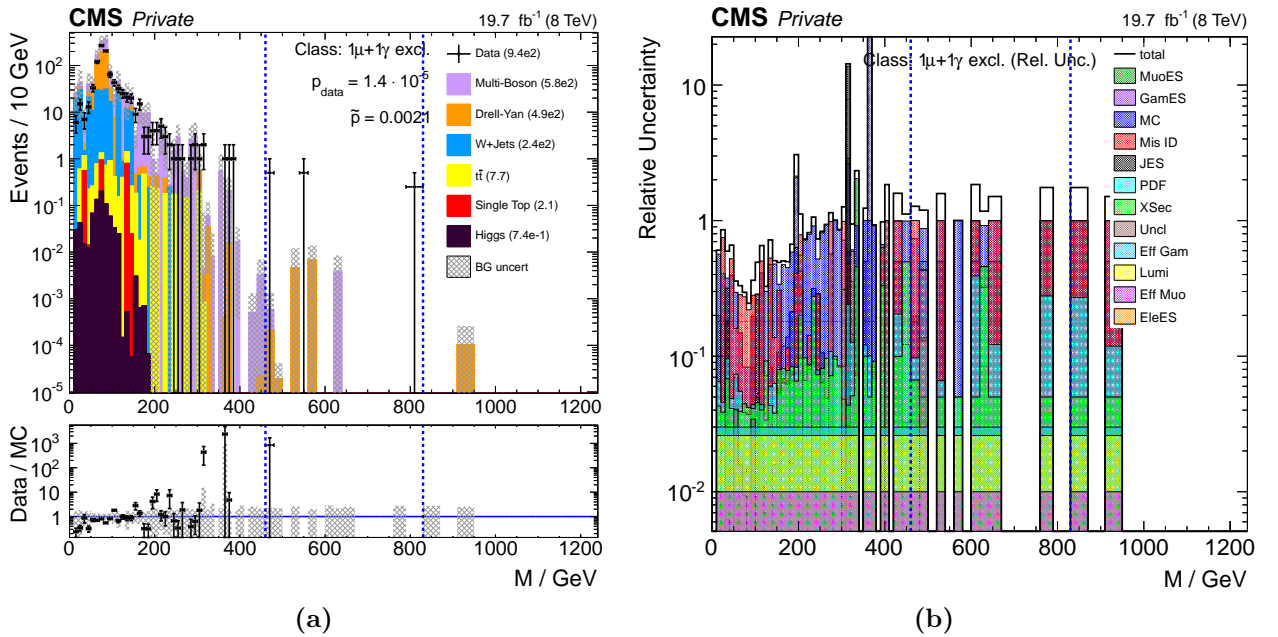 CMS Private
19.7 fb⁻¹ (8 TeV)
Events / 10 GeV
10²
10
1
10⁻¹
10⁻²
10⁻³
10⁻⁴
10⁻⁵
Class: 1μ+1γ excl.
p_data = 1.4 · 10⁻⁵
p̃ = 0.0021
Data (9.4e2)
Multi-Boson (5.8e2)
Drell-Yan (4.9e2)
W+Jets (2.4e2)
tt̄ (7.7)
Single Top (2.1)
Higgs (7.4e-1)
BG uncert
0 200 400 600 800 1000 1200
Data / MC
10³
10²
10
1
0 200 400 600 800 1000 1200
M / GeV
(a)
CMS Private
19.7 fb⁻¹ (8 TeV)
Relative Uncertainty
10
1
10⁻¹
10⁻²
Class: 1μ+1γ excl. (Rel. Unc.)
total
MuoES
GamES
MC
Mis ID
JES
PDF
XSec
Uncl
Eff Gam
Lumi
Eff Muo
EleES
0 200 400 600 800 1000 1200
M / GeV
(b)